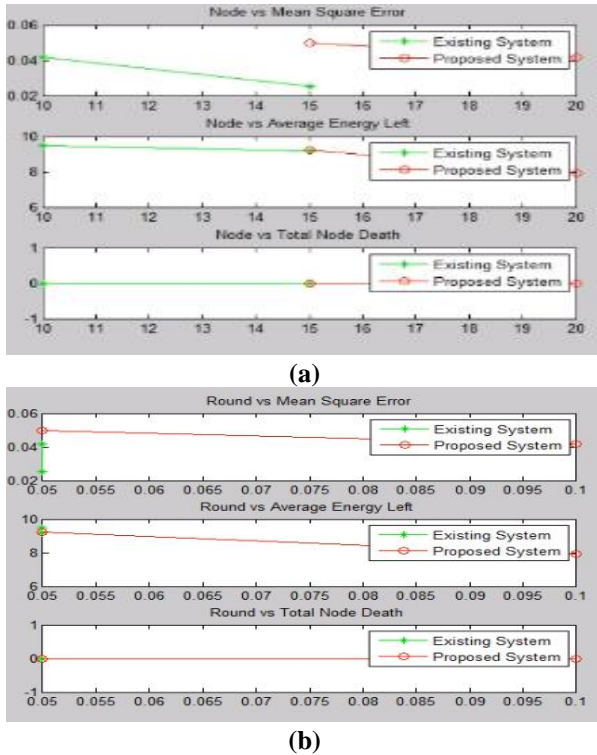 Node vs Mean Square Error
0.06
0.04
0.02
Existing System
Proposed System
10 11 12 13 14 15 16 17 18 19 20
Node vs Average Energy Left
10
8
6
Existing System
Proposed System
10 11 12 13 14 15 16 17 18 19 20
Node vs Total Node Death
1
0
-1
Existing System
Proposed System
10 11 12 13 14 15 16 17 18 19 20
(a)
Round vs Mean Square Error
0.06
0.04
0.02
Existing System
Proposed System
0.05 0.055 0.06 0.065 0.07 0.075 0.08 0.085 0.09 0.095 0.1
Round vs Average Energy Left
10
8
6
Existing System
Proposed System
0.05 0.055 0.06 0.065 0.07 0.075 0.08 0.085 0.09 0.095 0.1
Round vs Total Node Death
1
0
-1
Existing System
Proposed System
0.05 0.055 0.06 0.065 0.07 0.075 0.08 0.085 0.09 0.095 0.1
(b)